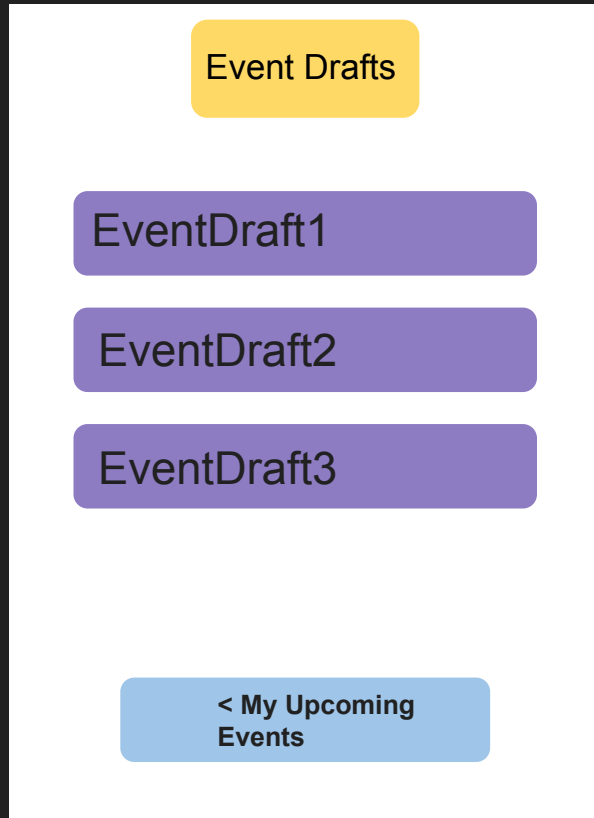 Event Drafts
EventDraft1
EventDraft2
EventDraft3
< My Upcoming
Events